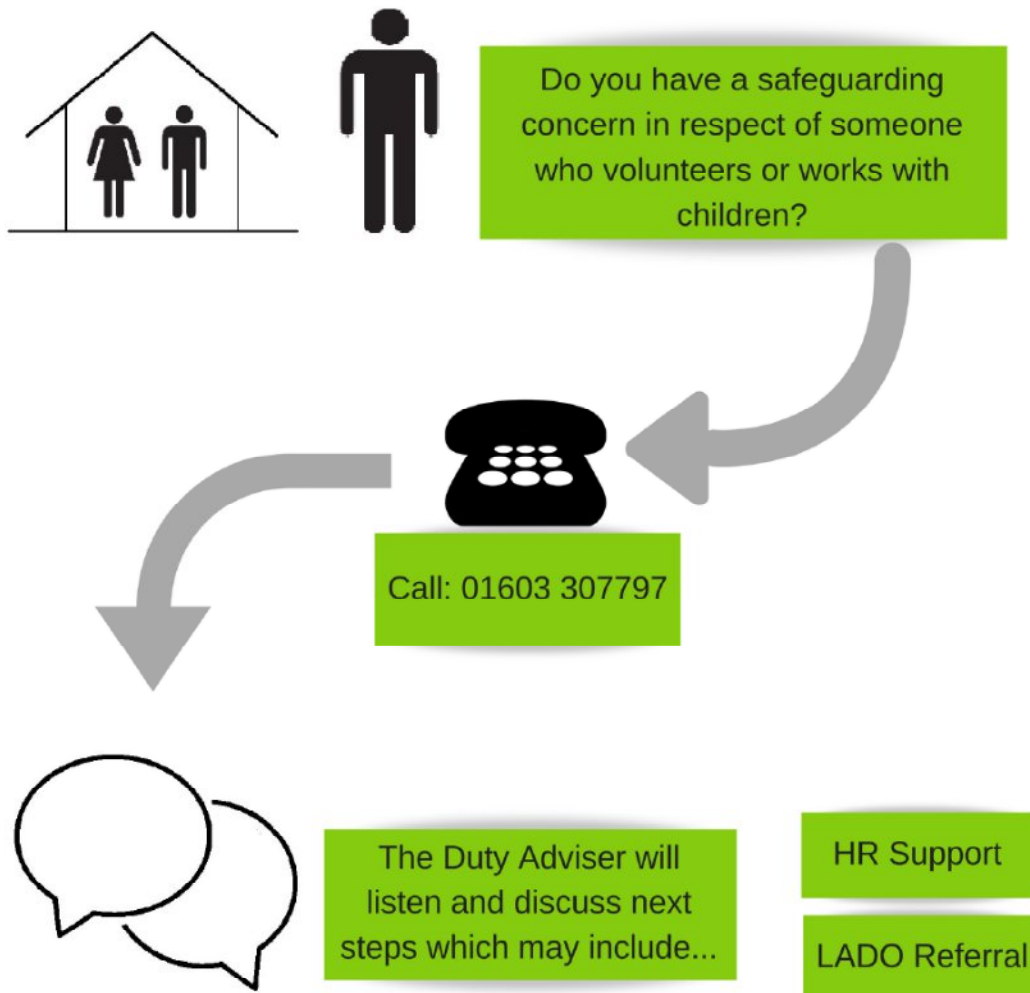 Do you have a safeguarding
concern in respect of someone
who volunteers or works with
children?
Call: 01603 307797
The Duty Adviser will
listen and discuss next
steps which may include...
HR Support
LADO Referral